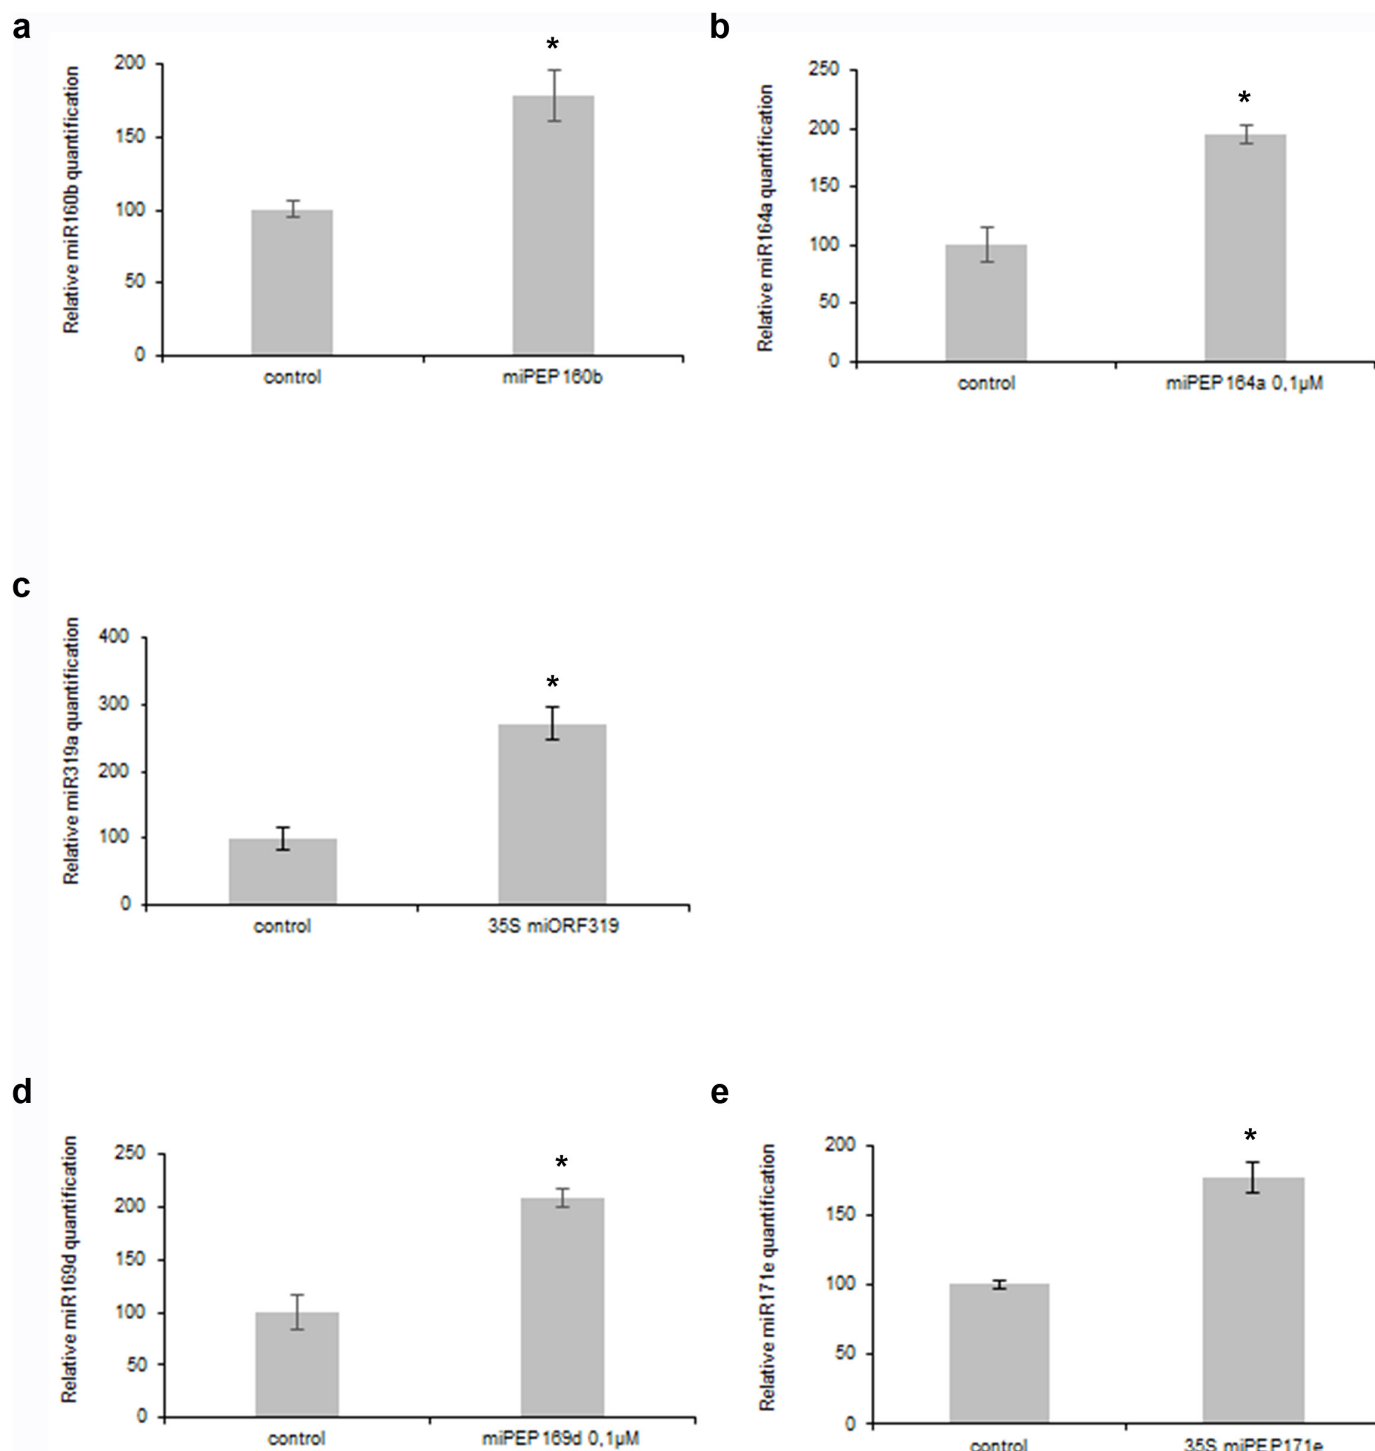 a
*
200
150
100
50
0
Relative miR160b quantification
control
miPEP160b
b
*
250
200
150
100
50
0
Relative miR164a quantification
control
miPEP164a 0,1µM
c
*
400
300
200
100
0
Relative miR319a quantification
control
35S miORF319
d
*
250
200
150
100
50
0
Relative miR169d quantification
control
miPEP169d 0,1µM
e
*
200
150
100
50
0
Relative miR171e quantification
control
35S miPEP171e